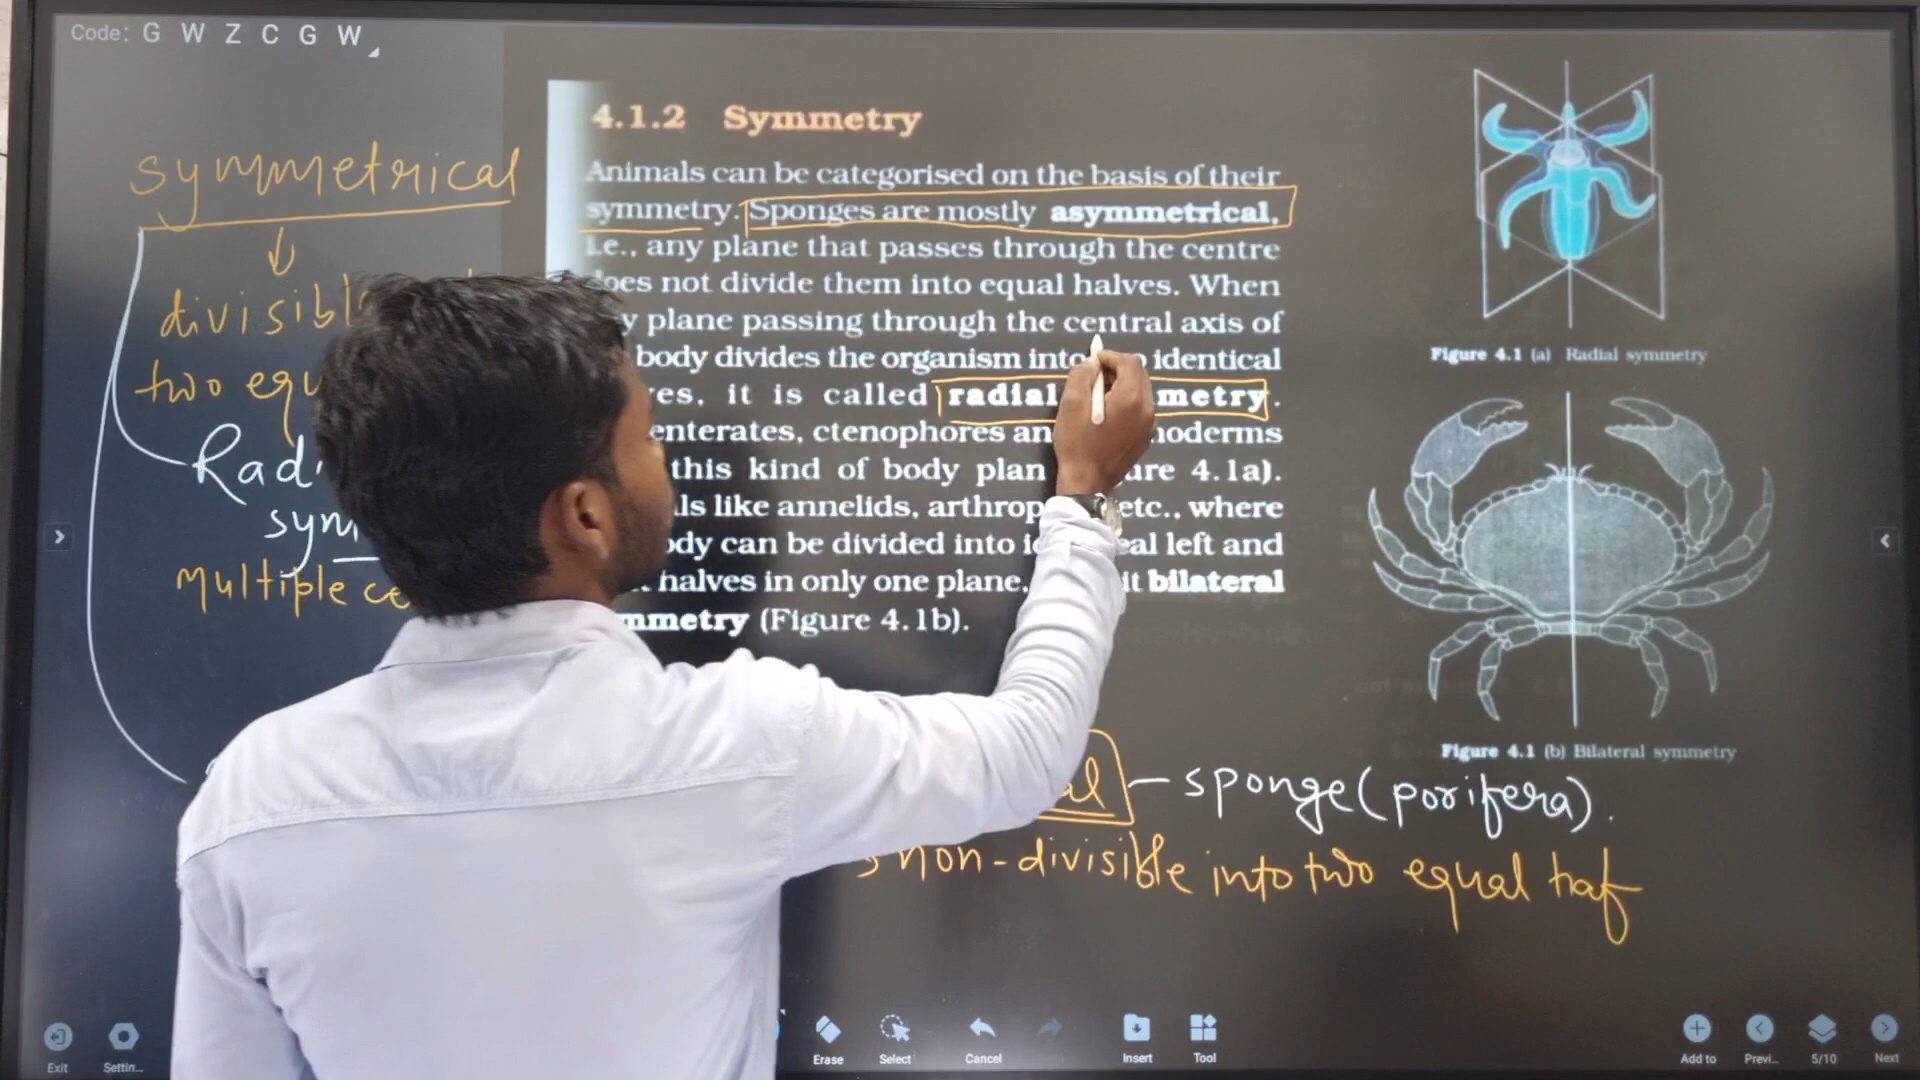 Code: G W Z C G W
symmetrical
divisibl
two equ
Rad
sym
multiple ce
4.1.2 Symmetry
Animals can be categorised on the basis of their
symmetry. Sponges are mostly asymmetrical,
i.e., any plane that passes through the centre
does not divide them into equal halves. When
y plane passing through the central axis of
body divides the organism into identical
es, it is called radial metry.
enterates, ctenophores an noderms
this kind of body plan ure 4.1a).
ls like annelids, arthrop etc., where
ody can be divided into i al left and
halves in only one plane, it bilateral
mmetry (Figure 4.1b).
Figure 4.1 (a) Radial symmetry
Figure 4.1 (b) Bilateral symmetry
al - sponge (porifera).
non-divisible into two equal haf
Exit
Settin...
Erase
Select
Cancel
Insert
Tool
Add to
Previ...
5/10
Next